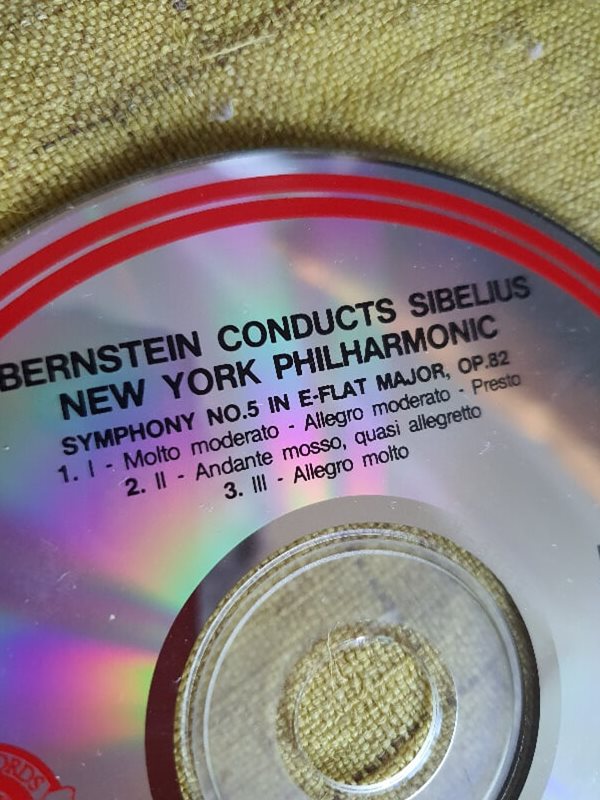 BERNSTEIN CONDUCTS SIBELIUS
NEW YORK PHILHARMONIC
SYMPHONY NO.5 IN E-FLAT MAJOR, OP.82
1. I - Molto moderato - Allegro moderato - Presto
2. II - Andante mosso, quasi allegretto
3. III - Allegro molto